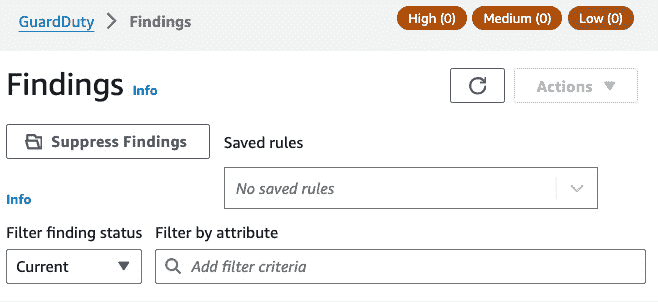 GuardDuty > Findings
High (0) Medium (0) Low (0)
Findings Info
Actions
Suppress Findings
Saved rules
No saved rules
Info
Filter finding status
Filter by attribute
Current
Add filter criteria